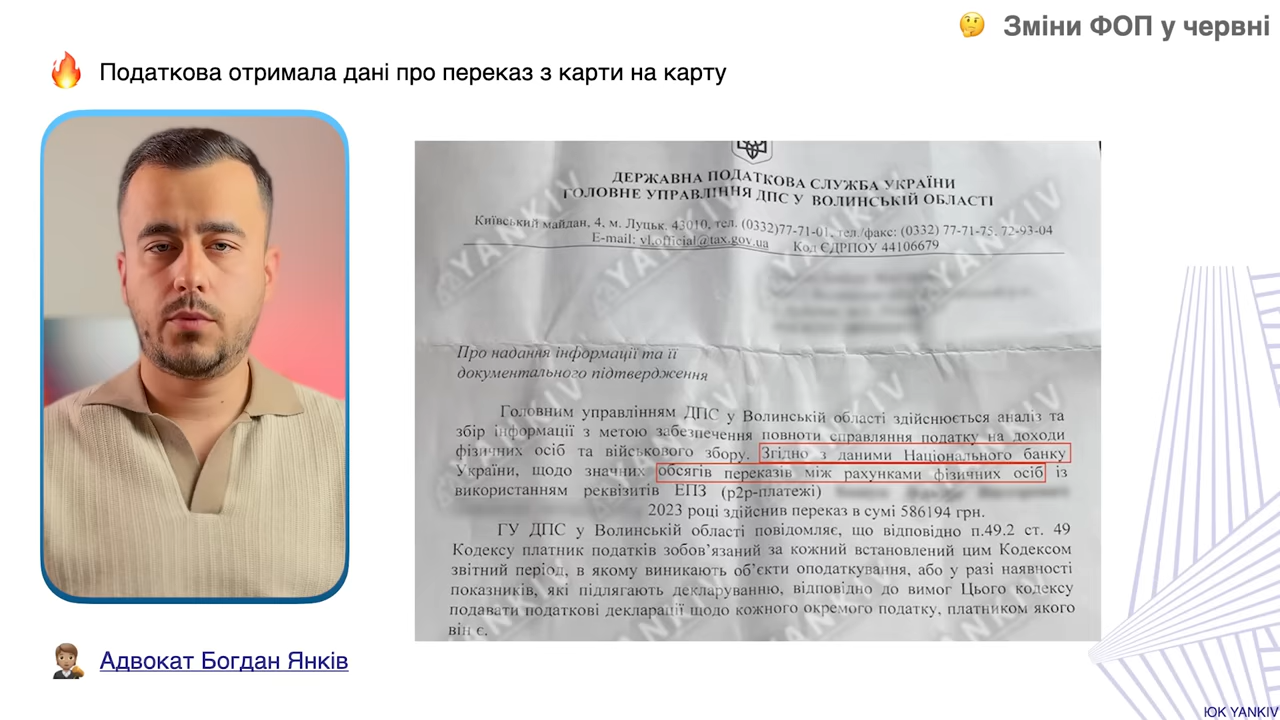 Зміни ФОП у червні
Податкова отримала дані про переказ з карти на карту
ДЕРЖАВНА ПОДАТКОВА СЛУЖБА УКРАЇНИ
ГОЛОВНЕ УПРАВЛІННЯ ДПС У ВОЛИНСЬКІЙ ОБЛАСТІ
Київський майдан, 4, м. Луцьк, 43010, тел. (0332)77-71-01, тел./факс: (0332) 77-71-75, 72-93-04
E-mail: vl.official@tax.gov.ua Код ЄДРПОУ 44106679
Про надання інформації та її
документального підтвердження
Головним управлінням ДПС у Волинській області здійснюється аналіз та
збір інформації з метою забезпечення повноти справляння податку на доходи
фізичних осіб та військового збору. Згідно з даними Національного банку
України, щодо значних обсягів переказів між рахунками фізичних осіб із
використанням реквізитів ЕПЗ (p2p-платежі)
2023 році здійснив переказ в сумі 586194 грн.
ГУ ДПС у Волинській області повідомляє, що відповідно п.49.2 ст. 49
Кодексу платник податків зобов’язаний за кожний встановлений цим Кодексом
звітний період, в якому виникають об’єкти оподаткування, або у разі наявності
показників, які підлягають декларуванню, відповідно до вимог Цього кодексу
подавати податкові декларації щодо кожного окремого податку, платником якого
він є.
YANKIV
Адвокат Богдан Янків
ЮК YANKIV